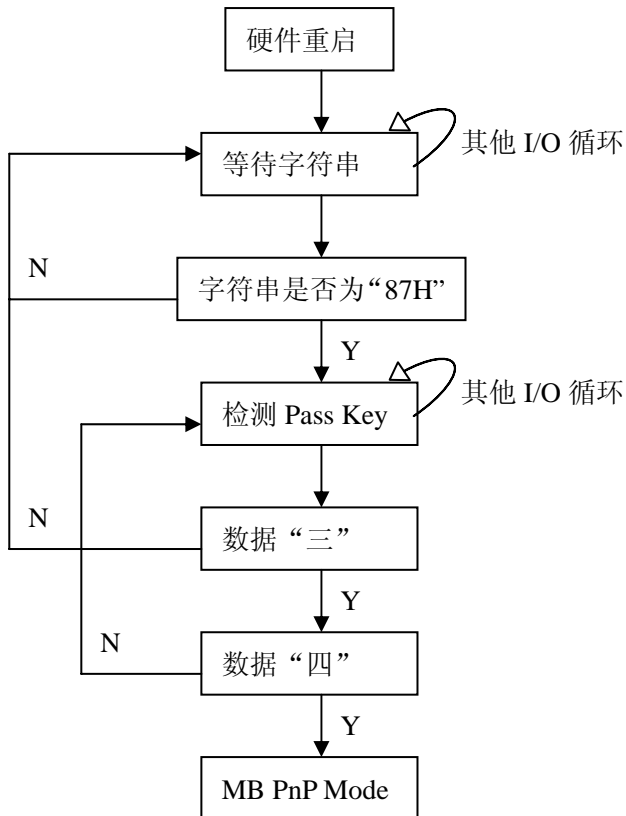 硬件重启
等待字符串
其他 I/O 循环
N
字符串是否为“87H”
Y
检测 Pass Key
其他 I/O 循环
N
数据“三”
Y
N
数据“四”
Y
MB PnP Mode